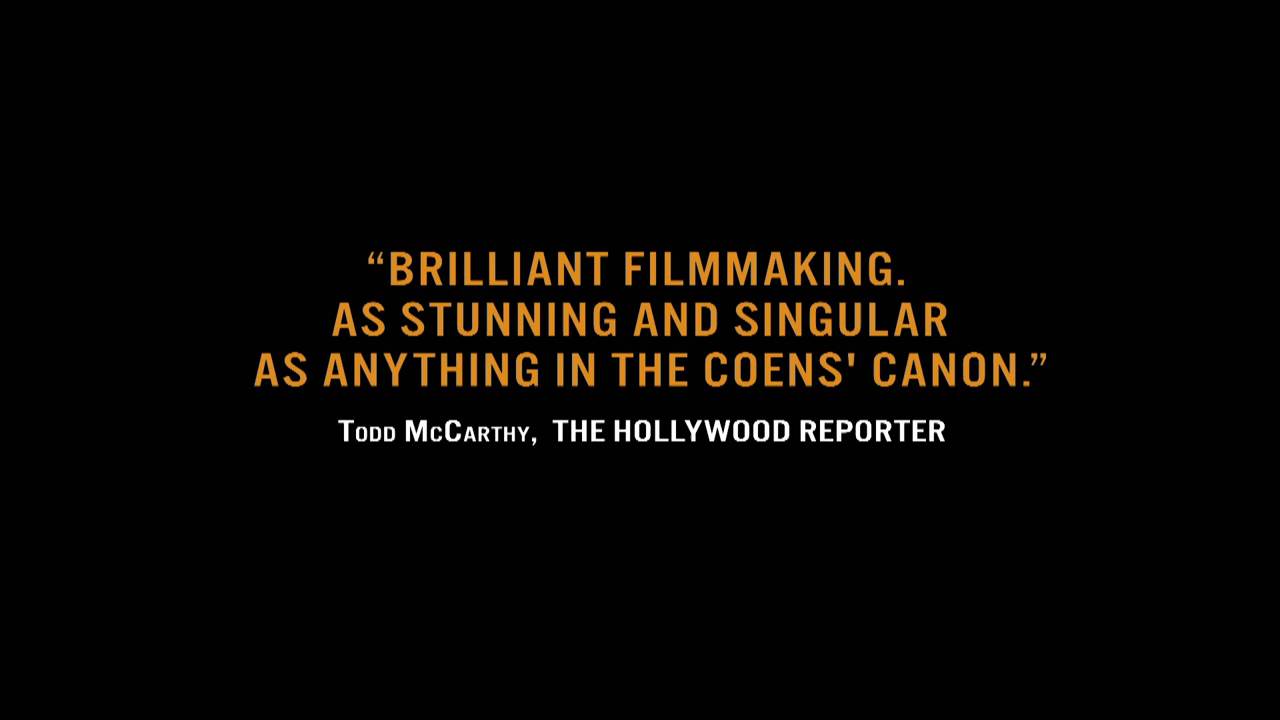 “BRILLIANT FILMMAKING.
AS STUNNING AND SINGULAR
AS ANYTHING IN THE COENS' CANON.”
TODD MCCARTHY, THE HOLLYWOOD REPORTER